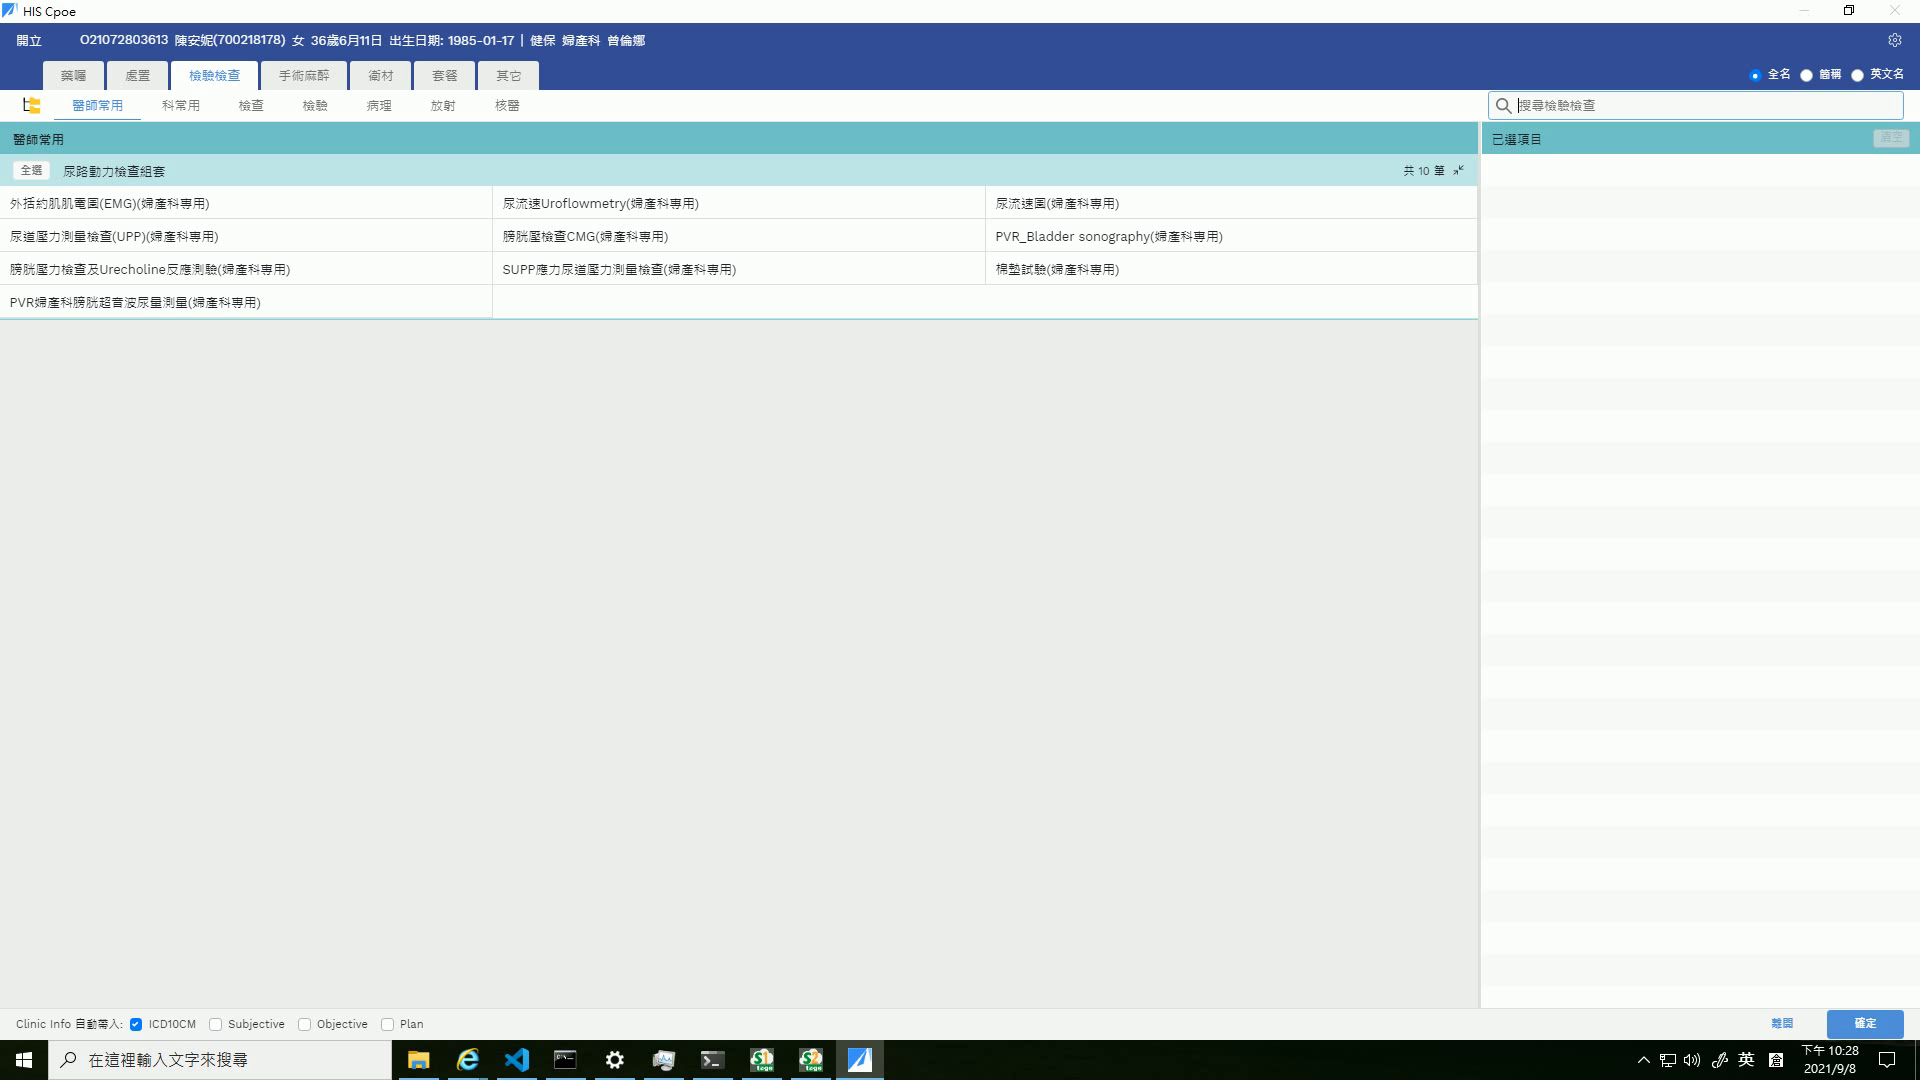 HIS Cpoe
開立 O21072803613 陳安妮(700218178) 女 36歲6月11日 出生日期: 1985-01-17 | 健保 婦產科 曾倫娜
藥囑 處置 檢驗檢查 手術麻醉 衛材 套餐 其它
全名 簡稱 英文名
醫師常用 科常用 檢查 檢驗 病理 放射 核醫
搜尋檢驗檢查
醫師常用
已選項目 清空
全選 尿路動力檢查組套 共 10 筆
外括約肌肌電圖(EMG)(婦產科專用) 尿流速Uroflowmetry(婦產科專用) 尿流速圖(婦產科專用)
尿道壓力測量檢查(UPP)(婦產科專用) 膀胱壓檢查CMG(婦產科專用) PVR_Bladder sonography(婦產科專用)
膀胱壓力檢查及Urecholine反應測驗(婦產科專用) SUPP應力尿道壓力測量檢查(婦產科專用) 棉墊試驗(婦產科專用)
PVR婦產科膀胱超音波尿量測量(婦產科專用)
Clinic Info 自動帶入: ICD10CM Subjective Objective Plan
離開 確定
在這裡輸入文字來搜尋
英 倉
下午 10:28
2021/9/8